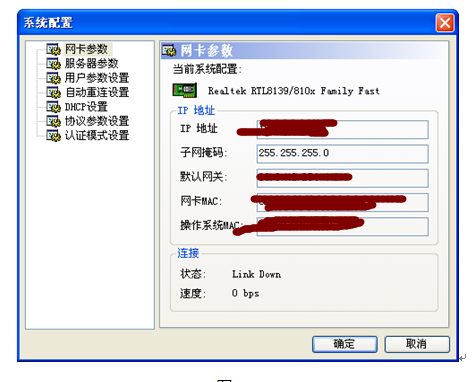 系统配置
网卡参数
服务器参数
用户参数设置
自动重连设置
DHCP设置
协议参数设置
认证模式设置
网卡参数
当前系统配置:
Realtek RTL8139/810x Family Fast
IP 地址
IP 地址
子网掩码: 255.255.255.0
默认网关:
网卡MAC:
操作系统MAC:
连接
状态: Link Down
速度: 0 bps
确定 取消